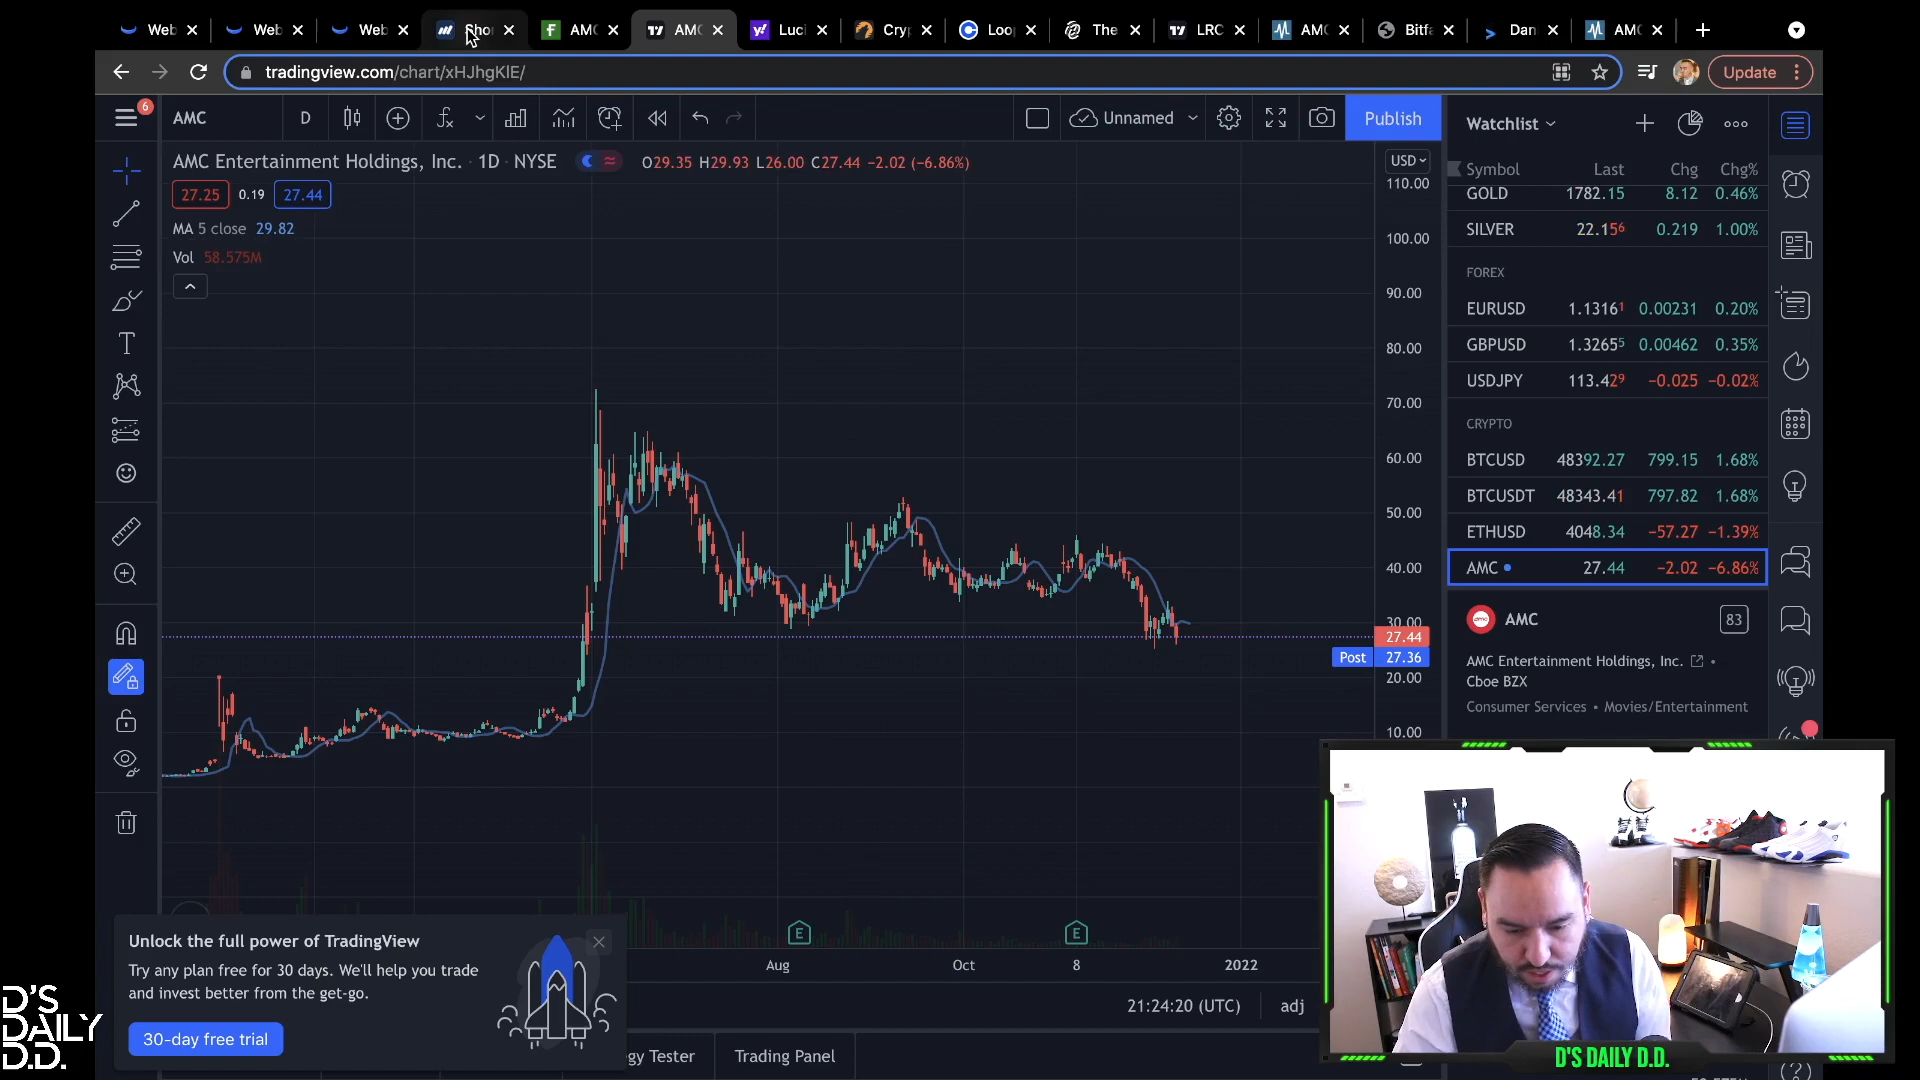 Web
Web
Web
Shor
AMC
AMC
Luci
Cryp
Loop
The
LRC
AMC
Bitfa
Dan
AMC
tradingview.com/chart/xHJhgKlE/
Update
6
AMC
D
Unnamed
Publish
Watchlist
AMC Entertainment Holdings, Inc. · 1D · NYSE
O29.35 H29.93 L26.00 C27.44 −2.02 (−6.86%)
27.25 0.19 27.44
MA 5 close 29.82
Vol 58.575M
USD
110.00
100.00
90.00
80.00
70.00
60.00
50.00
40.00
30.00
27.44
Post 27.36
20.00
10.00
Symbol Last Chg Chg%
GOLD 1782.15 8.12 0.46%
SILVER 22.156 0.219 1.00%
FOREX
EURUSD 1.13161 0.00231 0.20%
GBPUSD 1.32655 0.00462 0.35%
USDJPY 113.429 −0.025 −0.02%
CRYPTO
BTCUSD 48392.27 799.15 1.68%
BTCUSDT 48343.41 797.82 1.68%
ETHUSD 4048.34 −57.27 −1.39%
AMC 27.44 −2.02 −6.86%
AMC 83
AMC Entertainment Holdings, Inc. •
Cboe BZX
Consumer Services • Movies/Entertainment
E
E
Aug
Oct
8
2022
Unlock the full power of TradingView
Try any plan free for 30 days. We'll help you trade
and invest better from the get-go.
30-day free trial
21:24:20 (UTC)
adj
gy Tester
Trading Panel
D'S
DAILY
D.D.
D'S DAILY D.D.